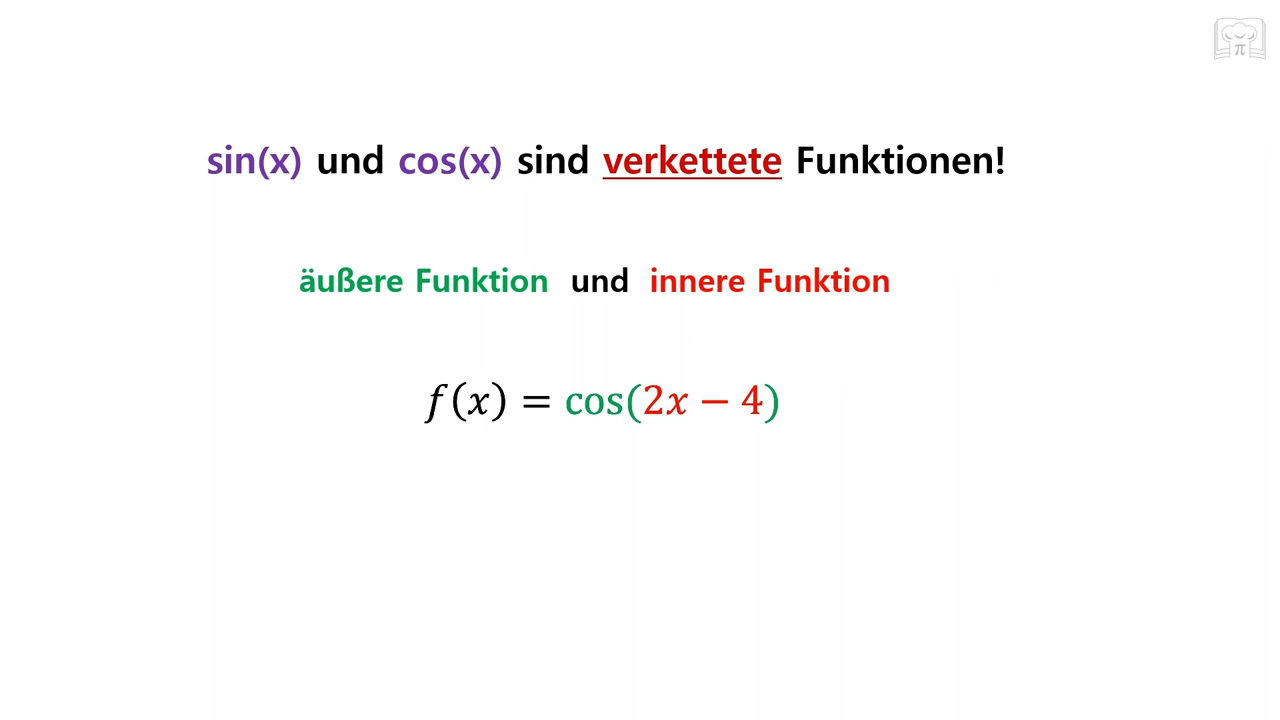 sin(x) und cos(x) sind verkettete Funktionen!
äußere Funktion und innere Funktion
f(x) = cos(2x − 4)
π